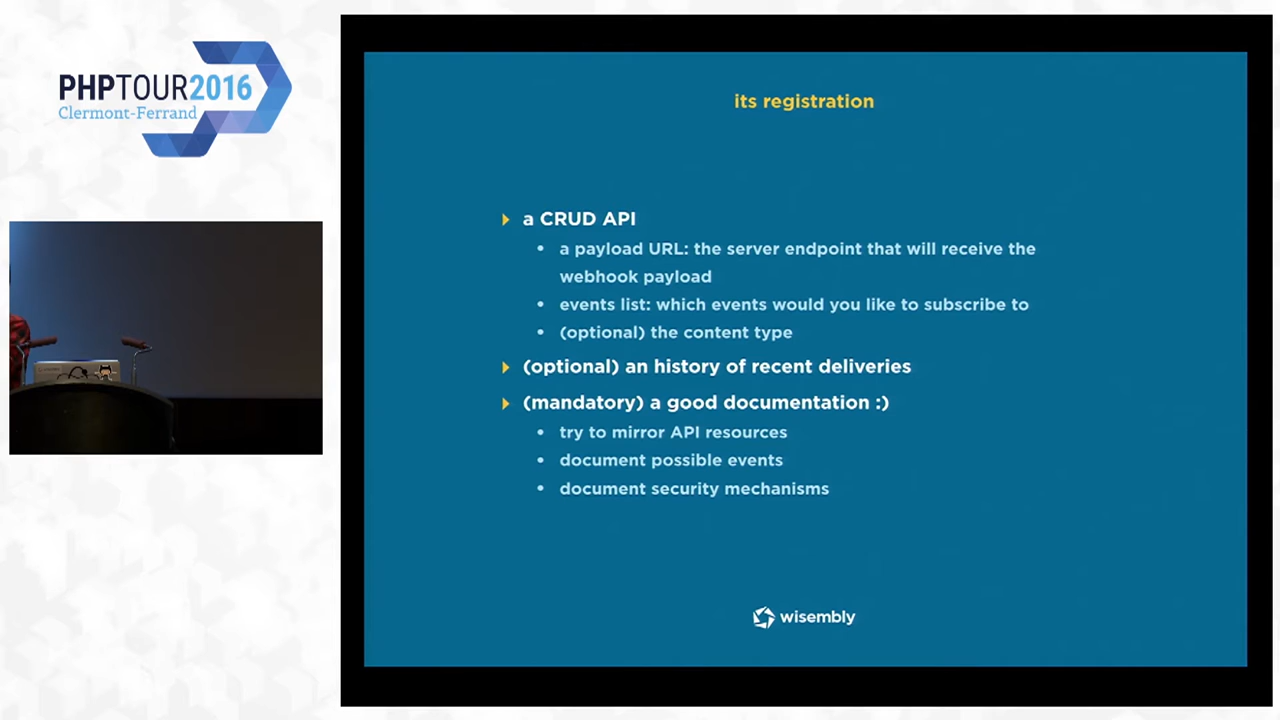 PHPTOUR2016
Clermont-Ferrand
its registration
a CRUD API
a payload URL: the server endpoint that will receive the
webhook payload
events list: which events would you like to subscribe to
(optional) the content type
(optional) an history of recent deliveries
(mandatory) a good documentation :)
try to mirror API resources
document possible events
document security mechanisms
wisembly